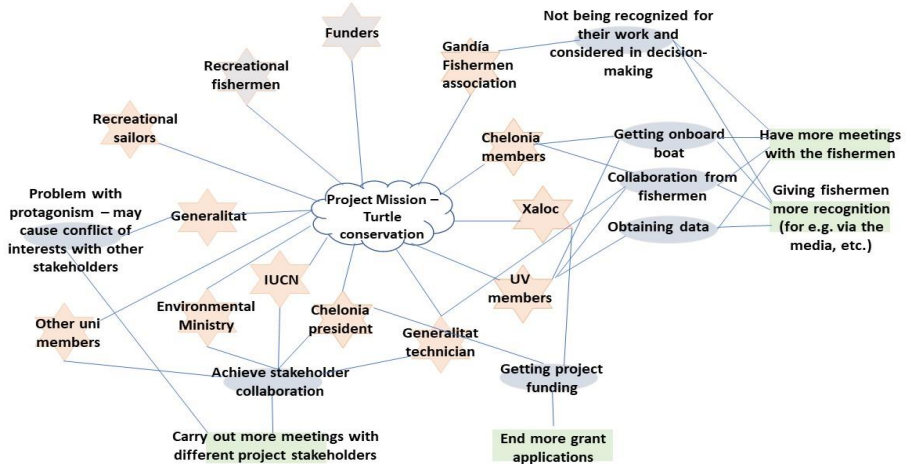 Funders
Not being recognized for
their work and
considered in decision-
making
Gandía
Fishermen
association
Recreational
fishermen
Recreational
sailors
Chelonia
members
Getting onboard
boat
Have more meetings
with the fishermen
Collaboration from
fishermen
Giving fishermen
more recognition
(for e.g. via the
media, etc.)
Problem with
protagonism – may
cause conflict of
interests with other
stakeholders
Generalitat
Project Mission –
Turtle
conservation
Xaloc
Obtaining data
IUCN
UV
members
Other uni
members
Environmental
Ministry
Chelonia
president
Generalitat
technician
Achieve stakeholder
collaboration
Getting project
funding
Carry out more meetings with
different project stakeholders
End more grant
applications